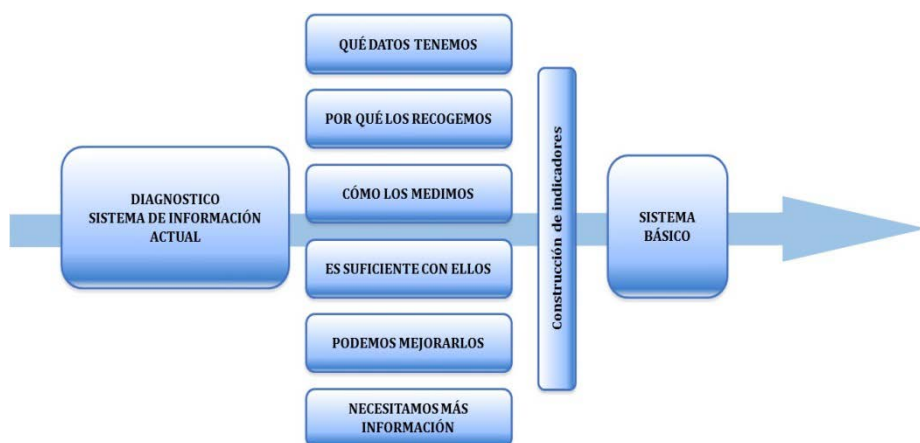 DIAGNOSTICO
SISTEMA DE INFORMACIÓN
ACTUAL
QUÉ DATOS TENEMOS
POR QUÉ LOS RECOGEMOS
CÓMO LOS MEDIMOS
ES SUFICIENTE CON ELLOS
PODEMOS MEJORARLOS
NECESITAMOS MÁS
INFORMACIÓN
Construcción de indicadores
SISTEMA
BÁSICO